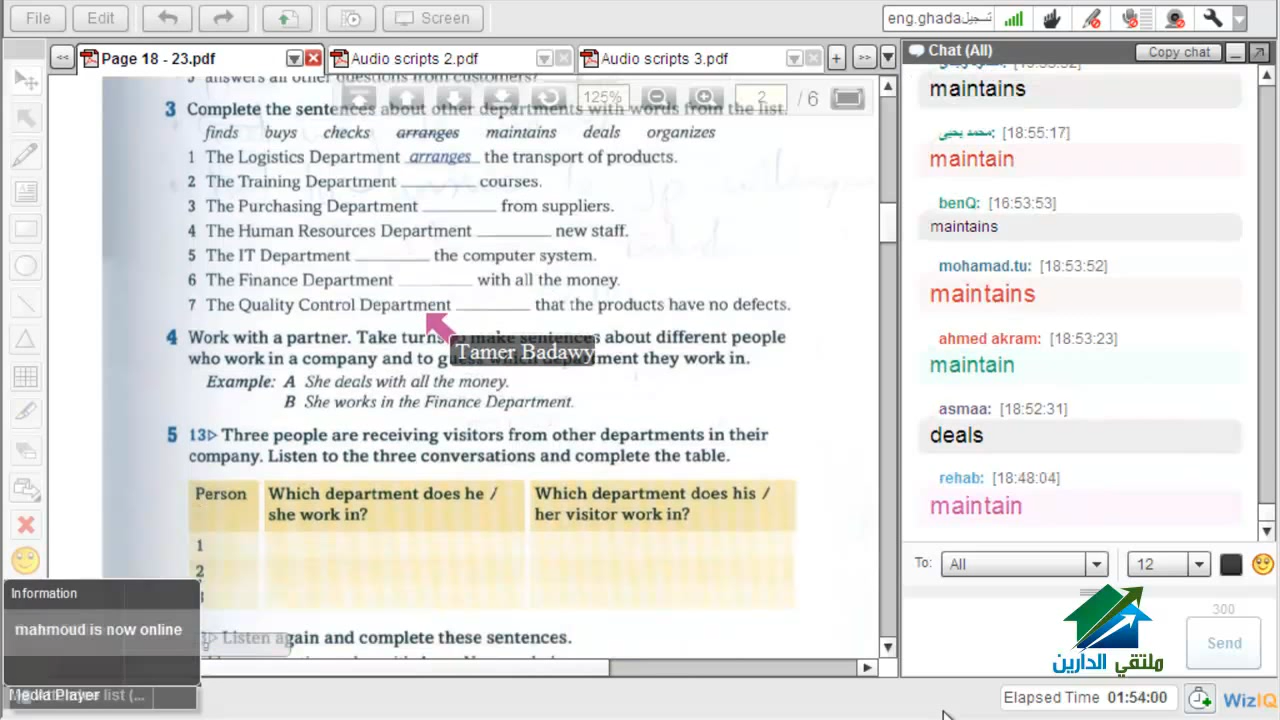 File Edit Screen eng.ghada تسجيل
<< Page 18 - 23.pdf Audio scripts 2.pdf Audio scripts 3.pdf + >>
Chat (All) Copy chat
answers all other questions from customers?
125% 2 / 6
3 Complete the sentences about other departments with words from the list.
finds buys checks arranges maintains deals organizes
1 The Logistics Department arranges the transport of products.
2 The Training Department ________ courses.
3 The Purchasing Department ________ from suppliers.
4 The Human Resources Department ________ new staff.
5 The IT Department ________ the computer system.
6 The Finance Department ________ with all the money.
7 The Quality Control Department ________ that the products have no defects.
Tamer Badawy
4 Work with a partner. Take turns to make sentences about different people
who work in a company and to guess which department they work in.
Example: A She deals with all the money.
B She works in the Finance Department.
5 13▷ Three people are receiving visitors from other departments in their
company. Listen to the three conversations and complete the table.
Person Which department does he / she work in? Which department does his / her visitor work in?
1
2
Listen again and complete these sentences.
Information
mahmoud is now online
Media Player
maintains
محمد يحيى: [18:55:17]
maintain
benQ: [16:53:53]
maintains
mohamad.tu: [18:53:52]
maintains
ahmed akram: [18:53:23]
maintain
asmaa: [18:52:31]
deals
rehab: [18:48:04]
maintain
To: All 12
300
Send
ملتقي الدارين
Elapsed Time 01:54:00 WizIQ